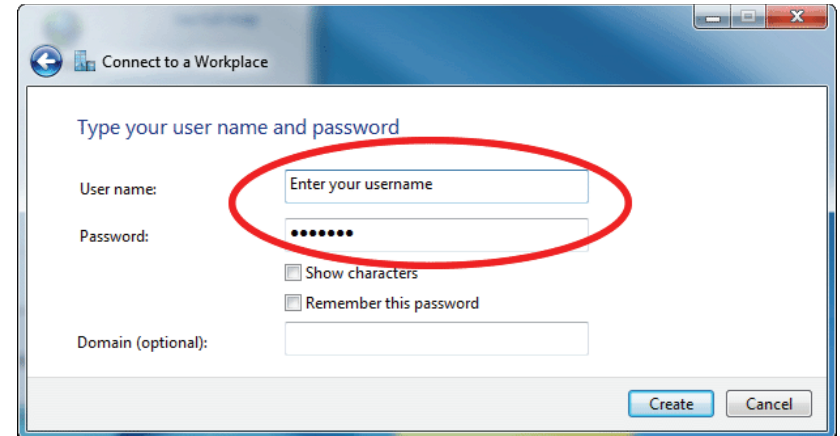 Connect to a Workplace
Type your user name and password
User name:
Enter your username
Password:
•••••••
Show characters
Remember this password
Domain (optional):
Create
Cancel